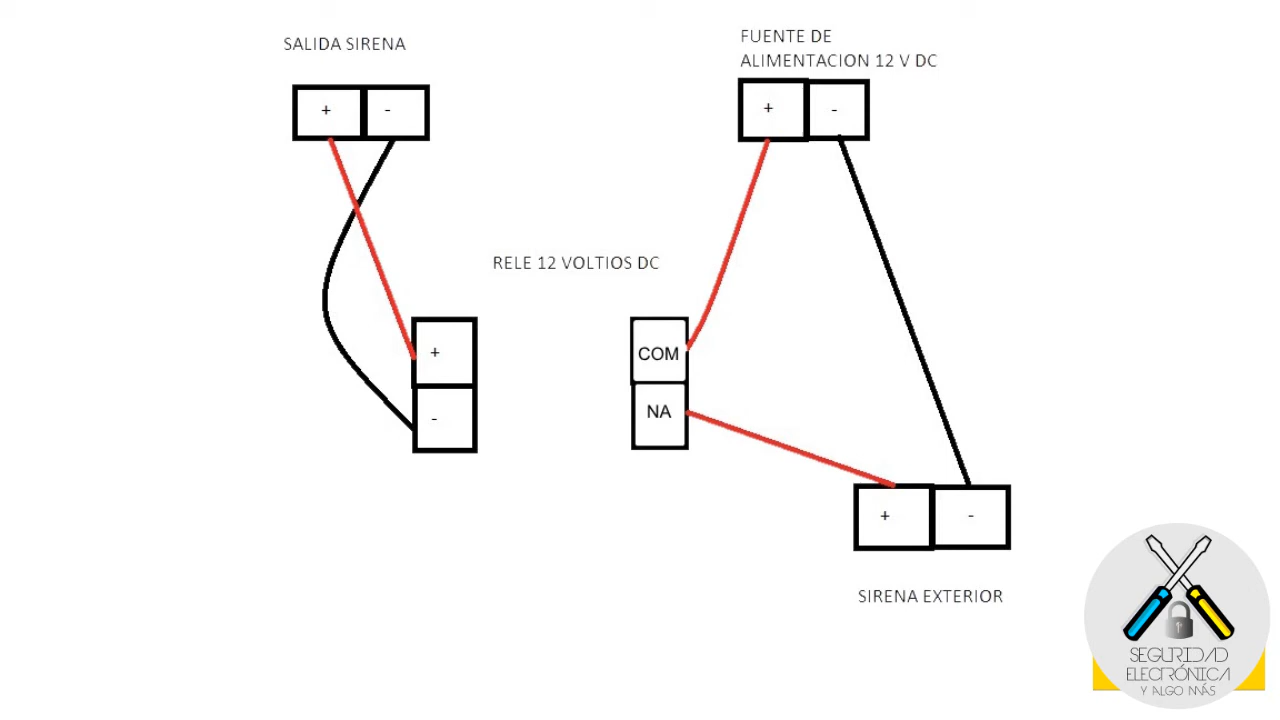 SALIDA SIRENA
FUENTE DE
ALIMENTACION 12 V DC
+ -
+ -
RELE 12 VOLTIOS DC
+
-
COM
NA
+ -
SIRENA EXTERIOR
SEGURIDAD
ELECTRÓNICA
Y ALGO MÁS